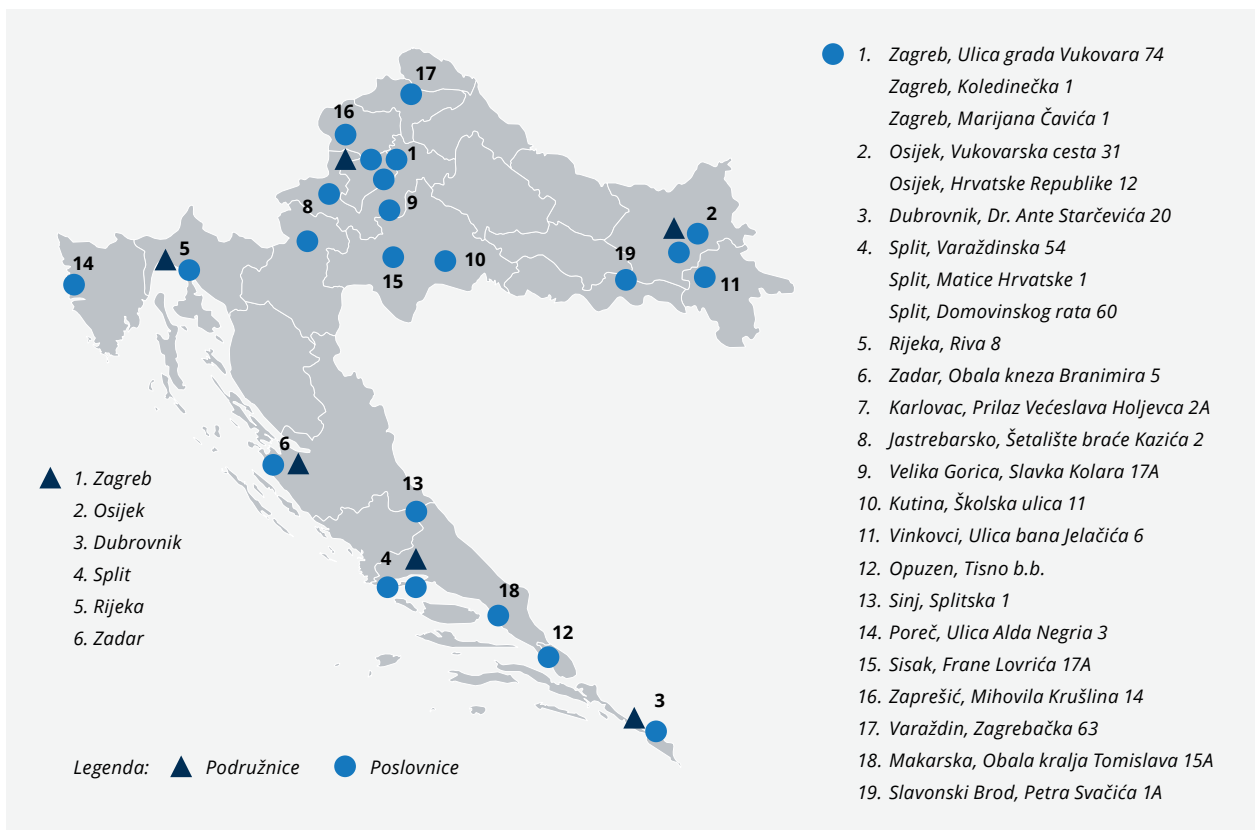 17
16
1
8
9
2
5
14
19
15
10
11
6
13
4
18
12
3
1. Zagreb
2. Osijek
3. Dubrovnik
4. Split
5. Rijeka
6. Zadar
Legenda: Podružnice Poslovnice
1. Zagreb, Ulica grada Vukovara 74
Zagreb, Koledinečka 1
Zagreb, Marijana Čavića 1
2. Osijek, Vukovarska cesta 31
Osijek, Hrvatske Republike 12
3. Dubrovnik, Dr. Ante Starčevića 20
4. Split, Varaždinska 54
Split, Matice Hrvatske 1
Split, Domovinskog rata 60
5. Rijeka, Riva 8
6. Zadar, Obala kneza Branimira 5
7. Karlovac, Prilaz Većeslava Holjevca 2A
8. Jastrebarsko, Šetalište braće Kazića 2
9. Velika Gorica, Slavka Kolara 17A
10. Kutina, Školska ulica 11
11. Vinkovci, Ulica bana Jelačića 6
12. Opuzen, Tisno b.b.
13. Sinj, Splitska 1
14. Poreč, Ulica Alda Negria 3
15. Sisak, Frane Lovrića 17A
16. Zaprešić, Mihovila Krušlina 14
17. Varaždin, Zagrebačka 63
18. Makarska, Obala kralja Tomislava 15A
19. Slavonski Brod, Petra Svačića 1A